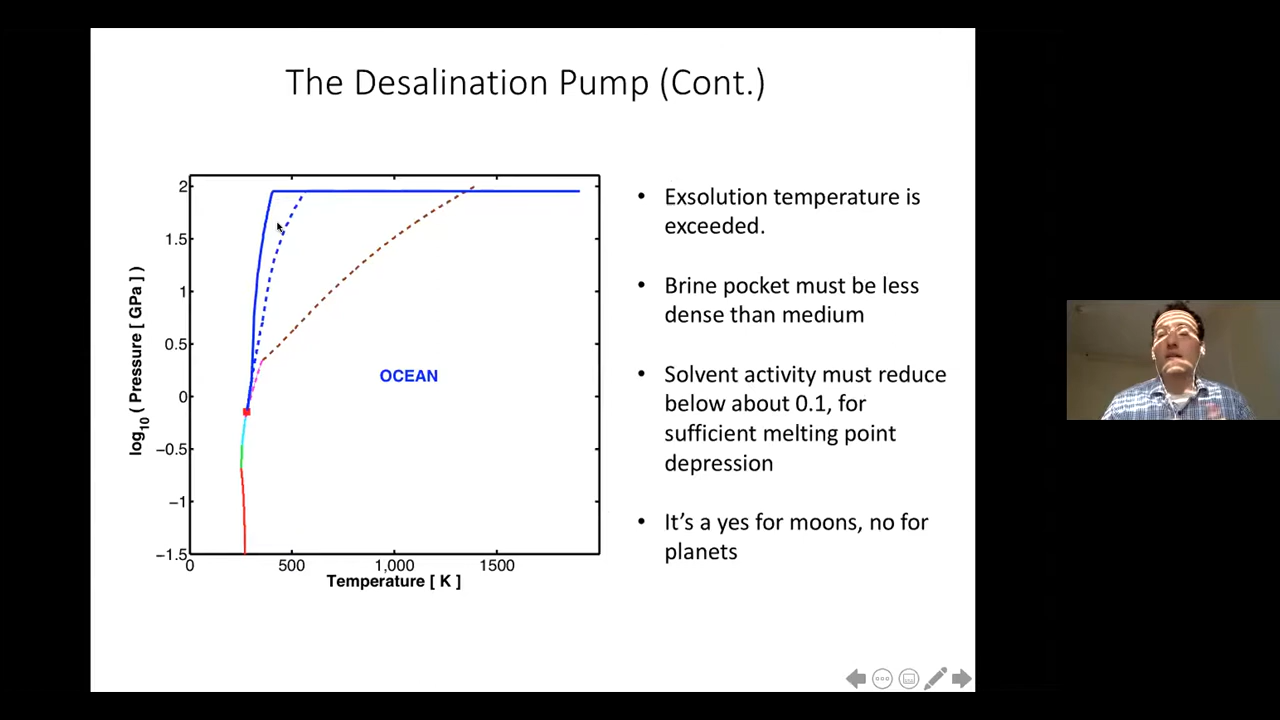 The Desalination Pump (Cont.)
2
1.5
1
0.5
0
−0.5
−1
−1.5
log10 ( Pressure [ GPa ] )
OCEAN
0
500
1,000
1500
Temperature [ K ]
• Exsolution temperature is
exceeded.
• Brine pocket must be less
dense than medium
• Solvent activity must reduce
below about 0.1, for
sufficient melting point
depression
• It’s a yes for moons, no for
planets